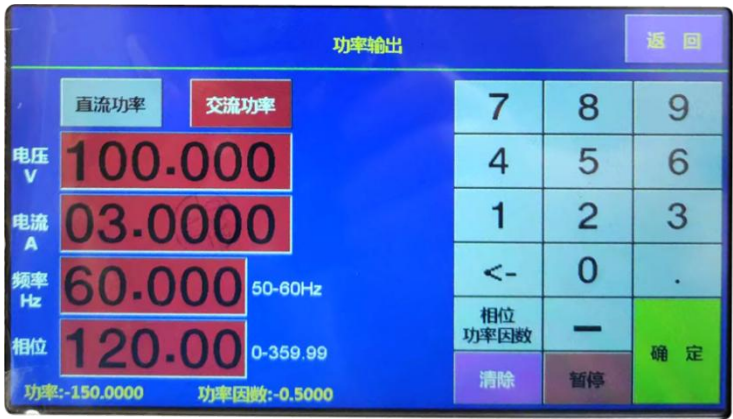 功率输出
返 回
直流功率 交流功率
电压 V 100.000
电流 A 03.0000
频率 Hz 60.000 50-60Hz
相位 120.00 0-359.99
功率:-150.0000 功率因数:-0.5000
7 8 9
4 5 6
1 2 3
<- 0 .
相位 功率因数 — 确 定
清除 暂停